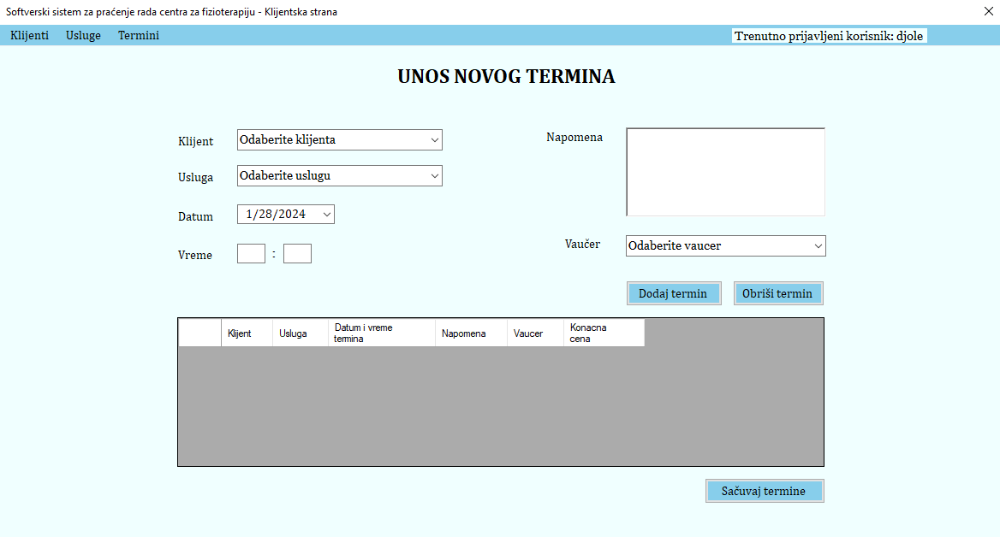 Softverski sistem za praćenje rada centra za fizioterapiju - Klijentska strana
Klijenti Usluge Termini Trenutno prijavljeni korisnik: djole
UNOS NOVOG TERMINA
Klijent Odaberite klijenta
Usluga Odaberite uslugu
Datum 1/28/2024
Vreme :
Napomena
Vaučer Odaberite vaucer
Dodaj termin Obriši termin
Klijent Usluga Datum i vreme termina Napomena Vaucer Konacna cena
Sačuvaj termine